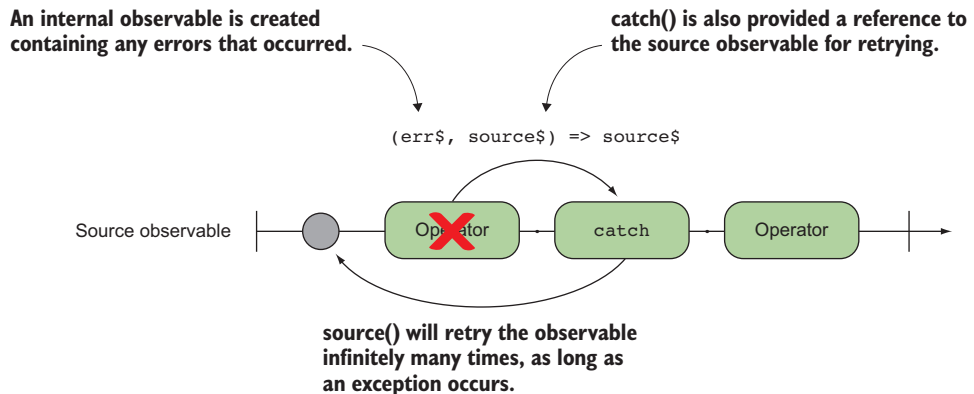 An internal observable is created
containing any errors that occurred.
catch() is also provided a reference to
the source observable for retrying.
(err$, source$) => source$
Source observable
Operator
catch
Operator
source() will retry the observable
infinitely many times, as long as
an exception occurs.